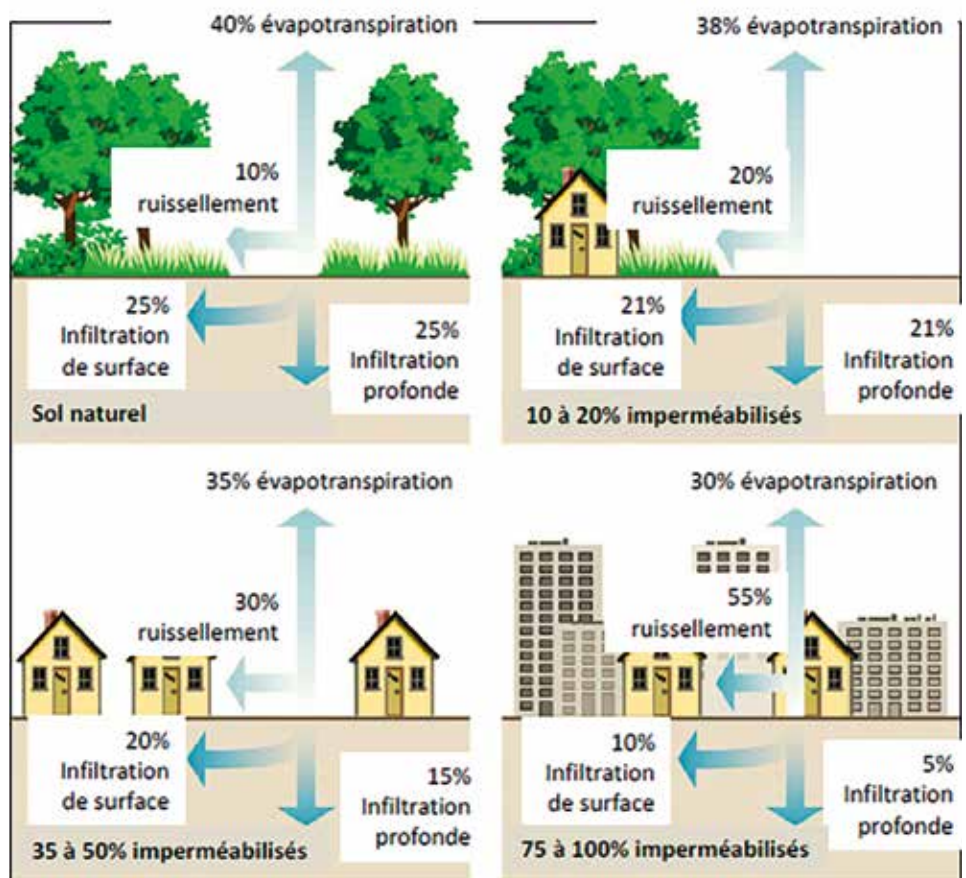 40% évapotranspiration
10%
ruissellement
25%
Infiltration
de surface
25%
Infiltration
profonde
Sol naturel
38% évapotranspiration
20%
ruissellement
21%
Infiltration
de surface
21%
Infiltration
profonde
10 à 20% imperméabilisés
35% évapotranspiration
30%
ruissellement
20%
Infiltration
de surface
15%
Infiltration
profonde
35 à 50% imperméabilisés
30% évapotranspiration
55%
ruissellement
10%
Infiltration
de surface
5%
Infiltration
profonde
75 à 100% imperméabilisés